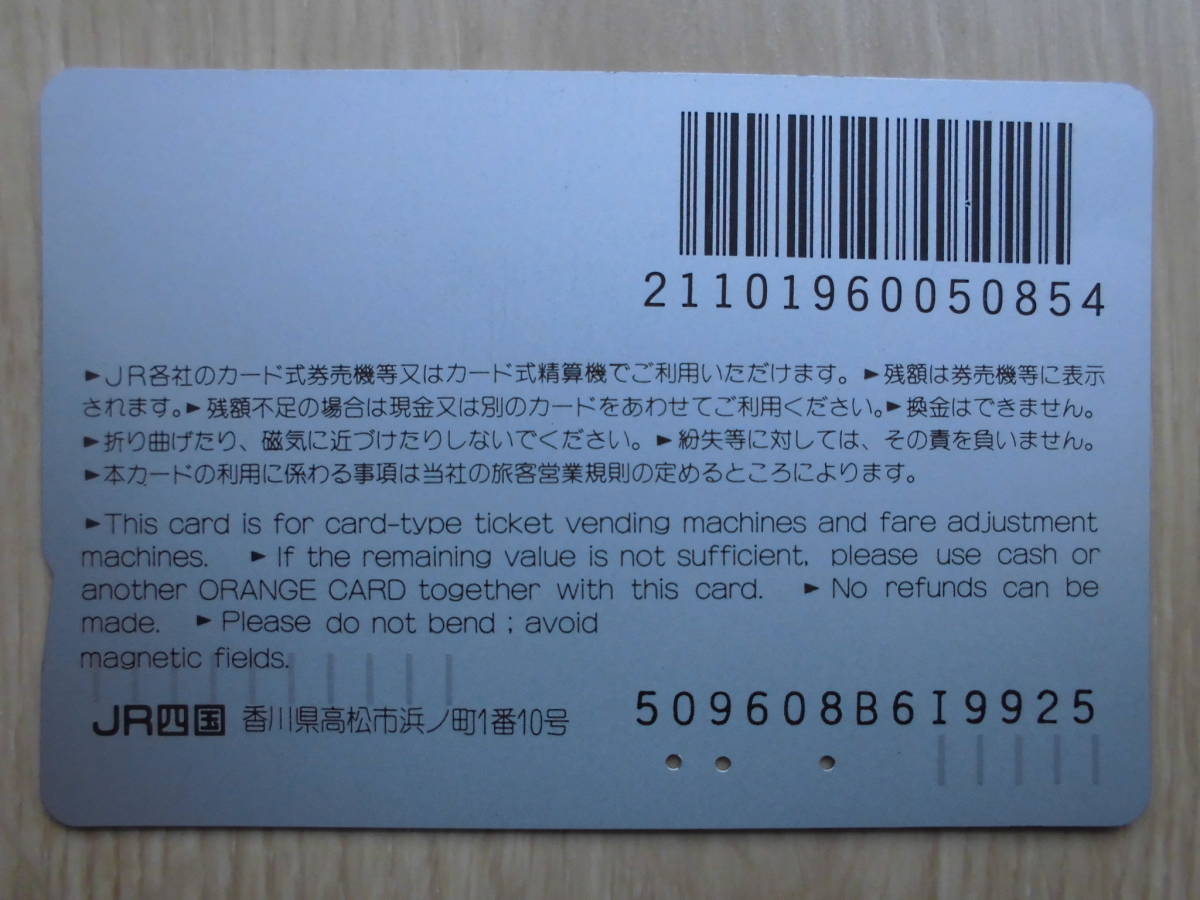 2110196005​0854
►JR各社のカード式券売機等又はカード式精算機でご利用いただけます。►残額は券売機等に表示
されます。►残額不足の場合は現金又は別のカードをあわせてご利用ください。►換金はできません。
►折り曲げたり、磁気に近づけたりしないでください。►紛失等に対しては、その責を負いません。
►本カードの利用に係わる事項は当社の旅客営業規則の定めるところによります。
►This card is for card-type ticket vending machines and fare adjustment
machines. ►If the remaining value is not sufficient, please use cash or
another ORANGE CARD together with this card. ►No refunds can be
made. ►Please do not bend ; avoid
magnetic fields.
JR四国 香川県高松市浜ノ町1番10号
509608B6I9925